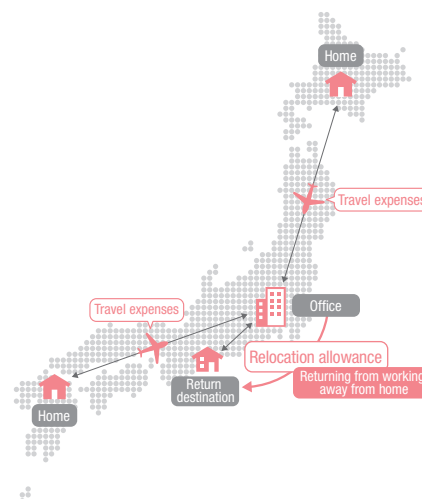 Home
Travel expenses
Office
Travel expenses
Relocation allowance
Returning from working
away from home
Return
destination
Home